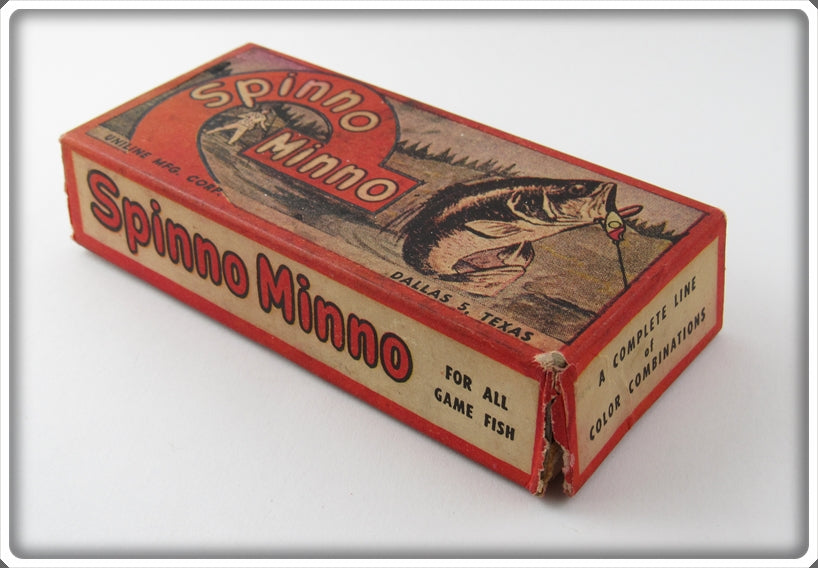 Spinno
Minno
UNILINE MFG. CORP.
DALLAS 5, TEXAS
Spinno Minno
FOR ALL
GAME FISH
A COMPLETE LINE
of
COLOR COMBINATIONS